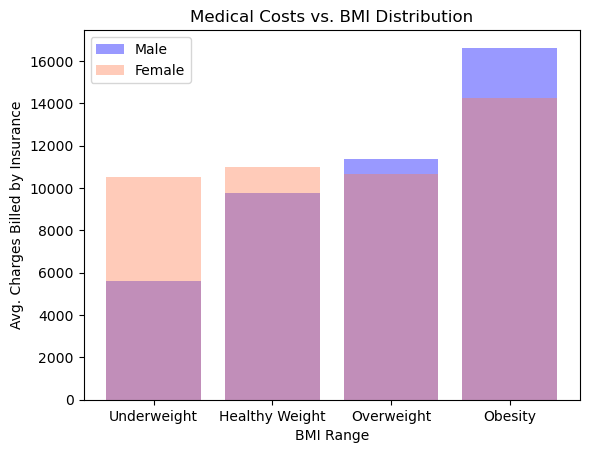 Medical Costs vs. BMI Distribution
Male
Female
Avg. Charges Billed by Insurance
16000
14000
12000
10000
8000
6000
4000
2000
0
Underweight
Healthy Weight
Overweight
Obesity
BMI Range